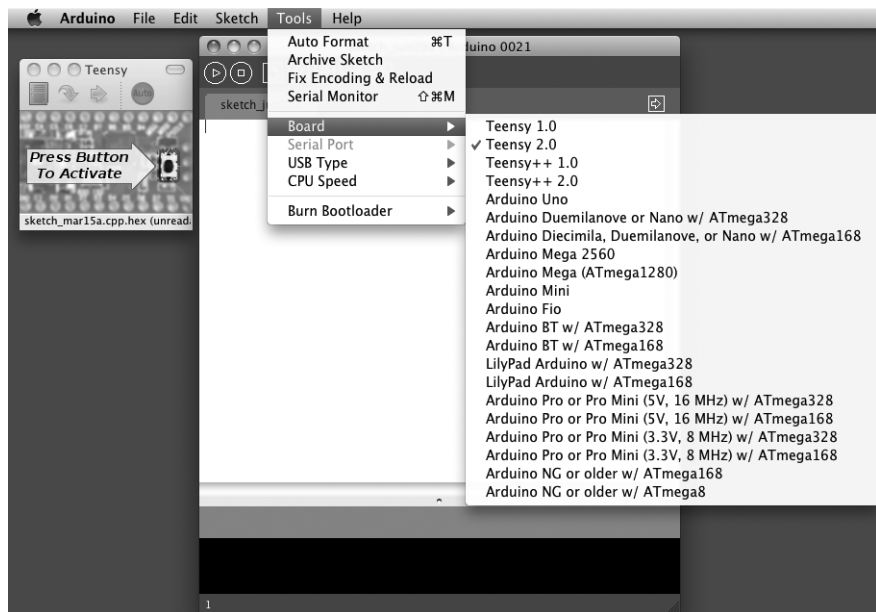 Arduino File Edit Sketch Tools Help
duino 0021
Auto Format ⌘T
Archive Sketch
Fix Encoding & Reload
Serial Monitor ⇧⌘M
Board
Serial Port
USB Type
CPU Speed
Burn Bootloader
Teensy
Auto
Press Button
To Activate
sketch_mar15a.cpp.hex (unread
sketch_j
✓ Teensy 2.0
Teensy 1.0
Teensy++ 1.0
Teensy++ 2.0
Arduino Uno
Arduino Duemilanove or Nano w/ ATmega328
Arduino Diecimila, Duemilanove, or Nano w/ ATmega168
Arduino Mega 2560
Arduino Mega (ATmega1280)
Arduino Mini
Arduino Fio
Arduino BT w/ ATmega328
Arduino BT w/ ATmega168
LilyPad Arduino w/ ATmega328
LilyPad Arduino w/ ATmega168
Arduino Pro or Pro Mini (5V, 16 MHz) w/ ATmega328
Arduino Pro or Pro Mini (5V, 16 MHz) w/ ATmega168
Arduino Pro or Pro Mini (3.3V, 8 MHz) w/ ATmega328
Arduino Pro or Pro Mini (3.3V, 8 MHz) w/ ATmega168
Arduino NG or older w/ ATmega168
Arduino NG or older w/ ATmega8
1